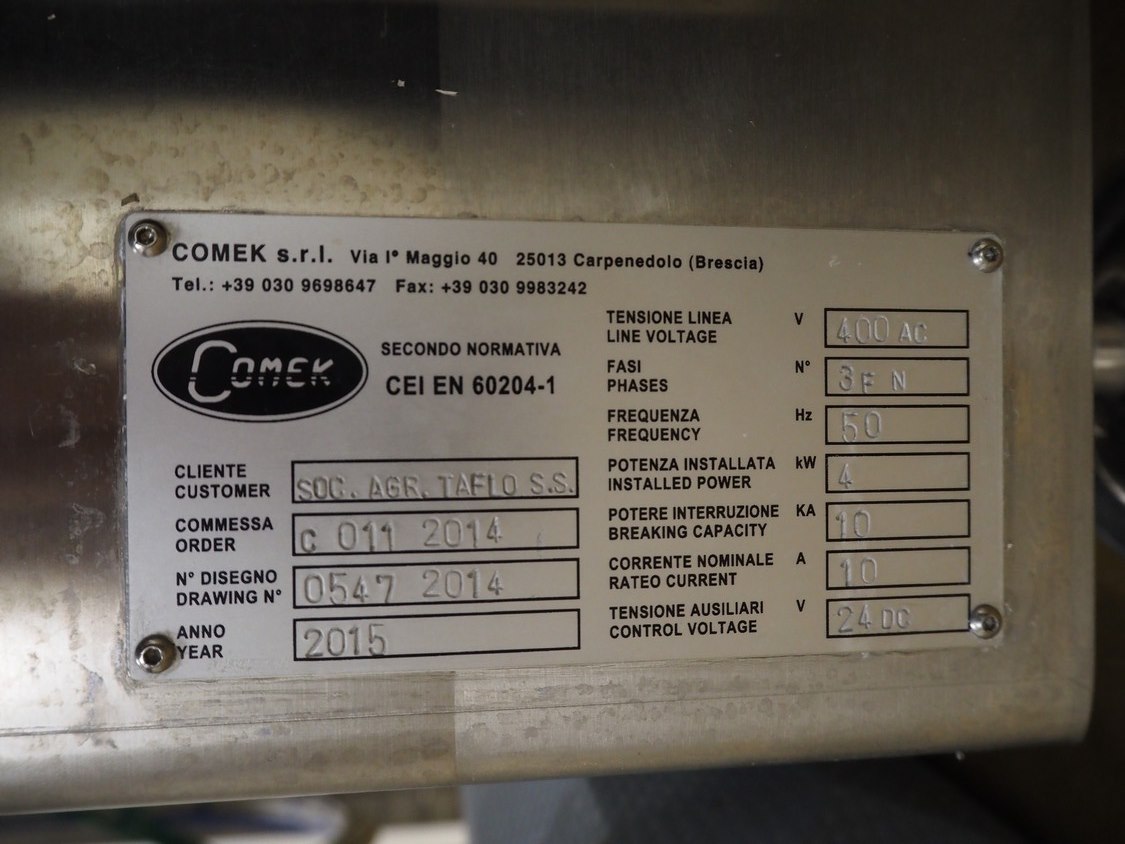 COMEK s.r.l. Via I° Maggio 40 25013 Carpenedolo (Brescia)
Tel.: +39 030 9698647 Fax: +39 030 9983242
COMEK
SECONDO NORMATIVA
CEI EN 60204-1
CLIENTE
CUSTOMER
SOC. AGR. TAFLO S.S.
COMMESSA
ORDER
C 011 2014
N° DISEGNO
DRAWING N°
0547 2014
ANNO
YEAR
2015
TENSIONE LINEA
LINE VOLTAGE
V 400 AC
FASI
PHASES
N° 3F N
FREQUENZA
FREQUENCY
Hz 50
POTENZA INSTALLATA
INSTALLED POWER
kW 4
POTERE INTERRUZIONE
BREAKING CAPACITY
KA 10
CORRENTE NOMINALE
RATEO CURRENT
A 10
TENSIONE AUSILIARI
CONTROL VOLTAGE
V 24 DC